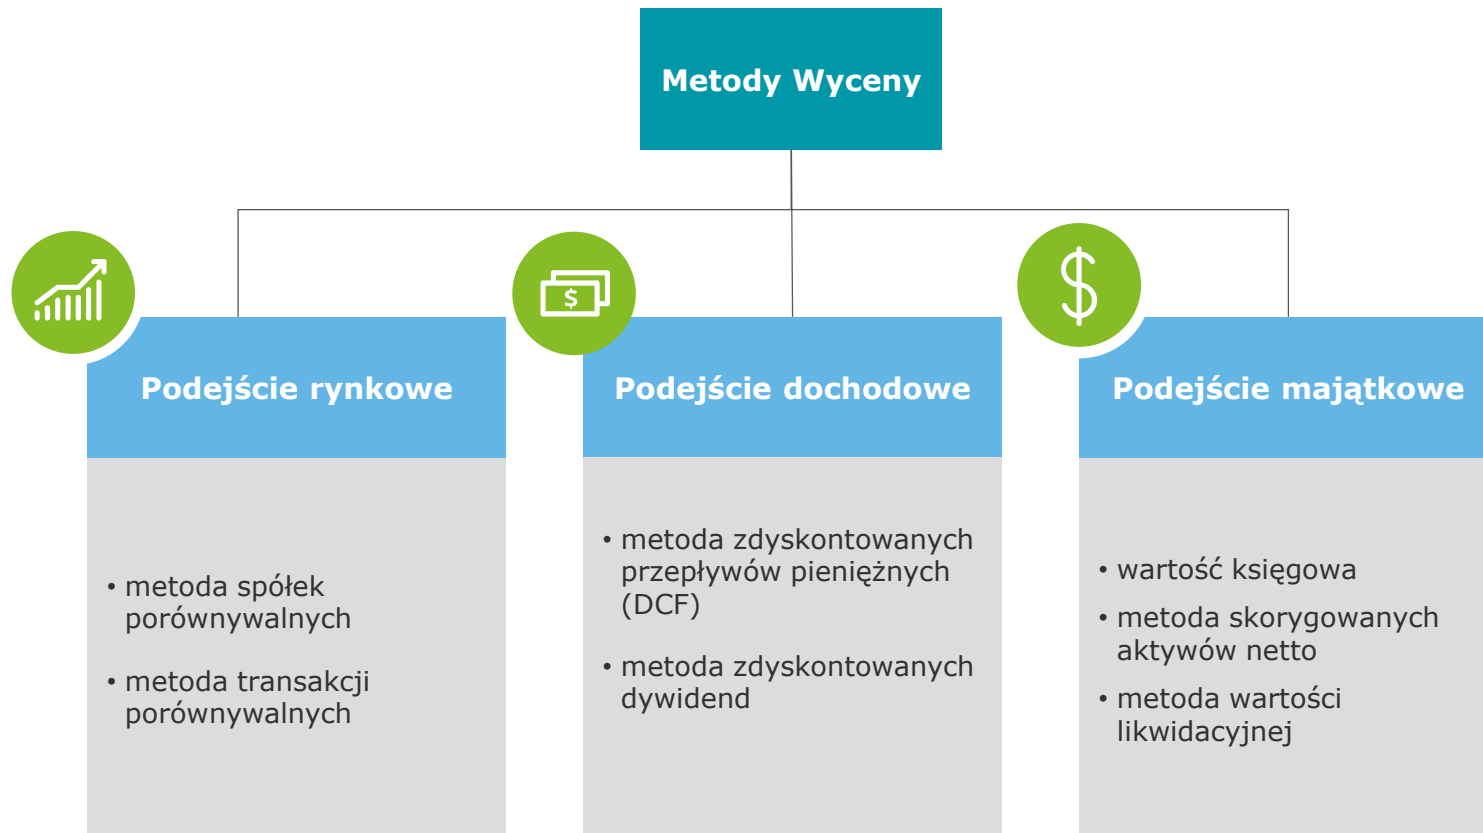 Metody Wyceny
Podejście rynkowe
• metoda spółek
porównywalnych
• metoda transakcji
porównywalnych
$
Podejście dochodowe
• metoda zdyskontowanych
przepływów pieniężnych
(DCF)
• metoda zdyskontowanych
dywidend
$
Podejście majątkowe
• wartość księgowa
• metoda skorygowanych
aktywów netto
• metoda wartości
likwidacyjnej